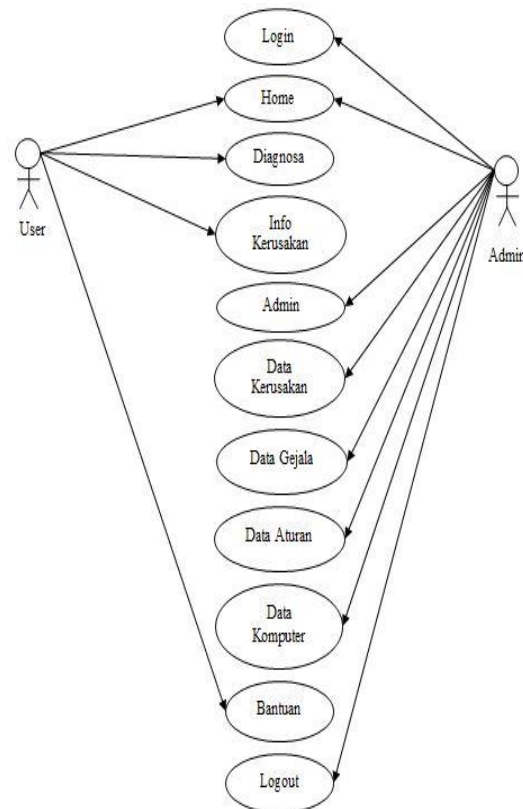 Login
Home
Diagnosa
User
Info
Kerusakan
Admin
Admin
Data
Kerusakan
Data Gejala
Data Aturan
Data
Komputer
Bantuan
Logout